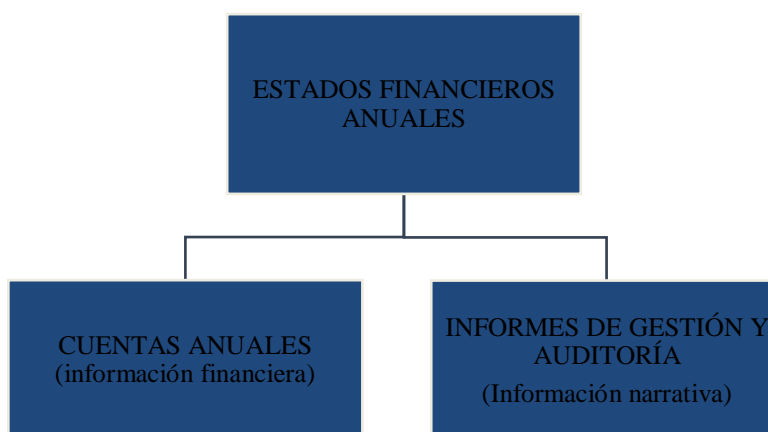 ESTADOS FINANCIEROS
ANUALES
CUENTAS ANUALES
(información financiera)
INFORMES DE GESTIÓN Y
AUDITORÍA
(Información narrativa)